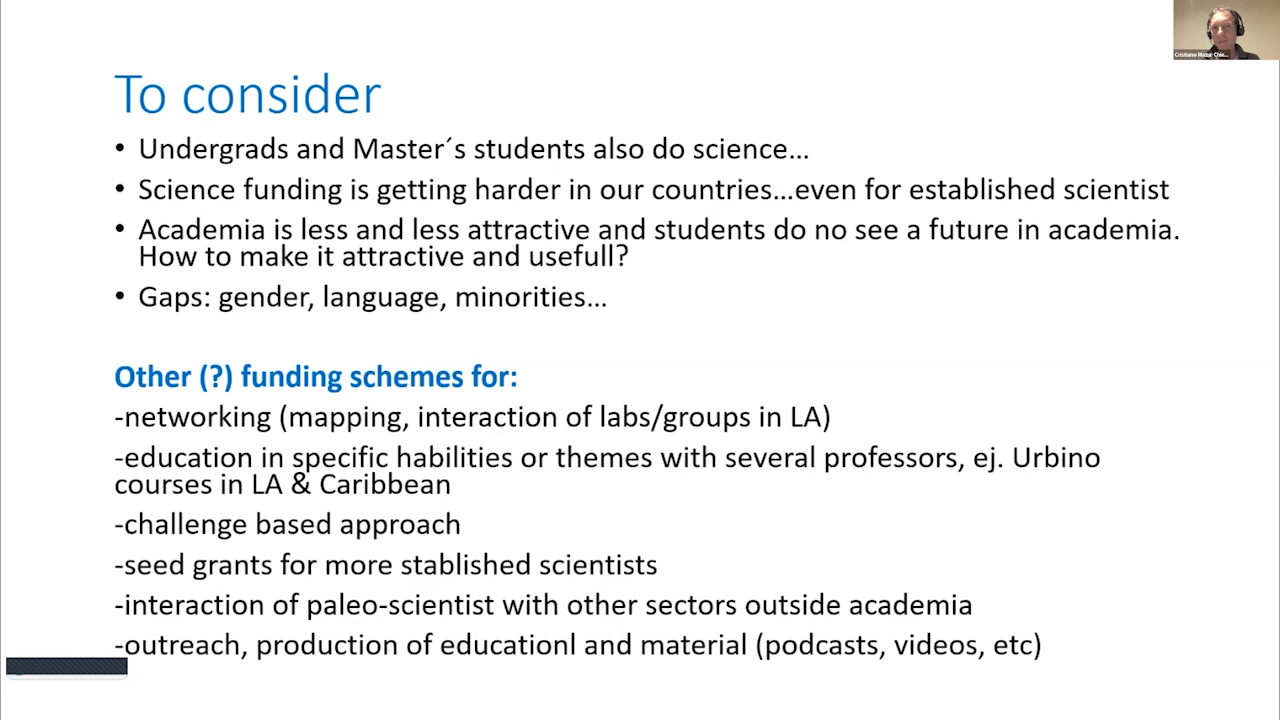 Cristiano Mazur Chie...
To consider
• Undergrads and Master´s students also do science…
• Science funding is getting harder in our countries…even for established scientist
• Academia is less and less attractive and students do no see a future in academia.
How to make it attractive and usefull?
• Gaps: gender, language, minorities…
Other (?) funding schemes for:
-networking (mapping, interaction of labs/groups in LA)
-education in specific habilities or themes with several professors, ej. Urbino
courses in LA & Caribbean
-challenge based approach
-seed grants for more stablished scientists
-interaction of paleo-scientist with other sectors outside academia
-outreach, production of educationl and material (podcasts, videos, etc)